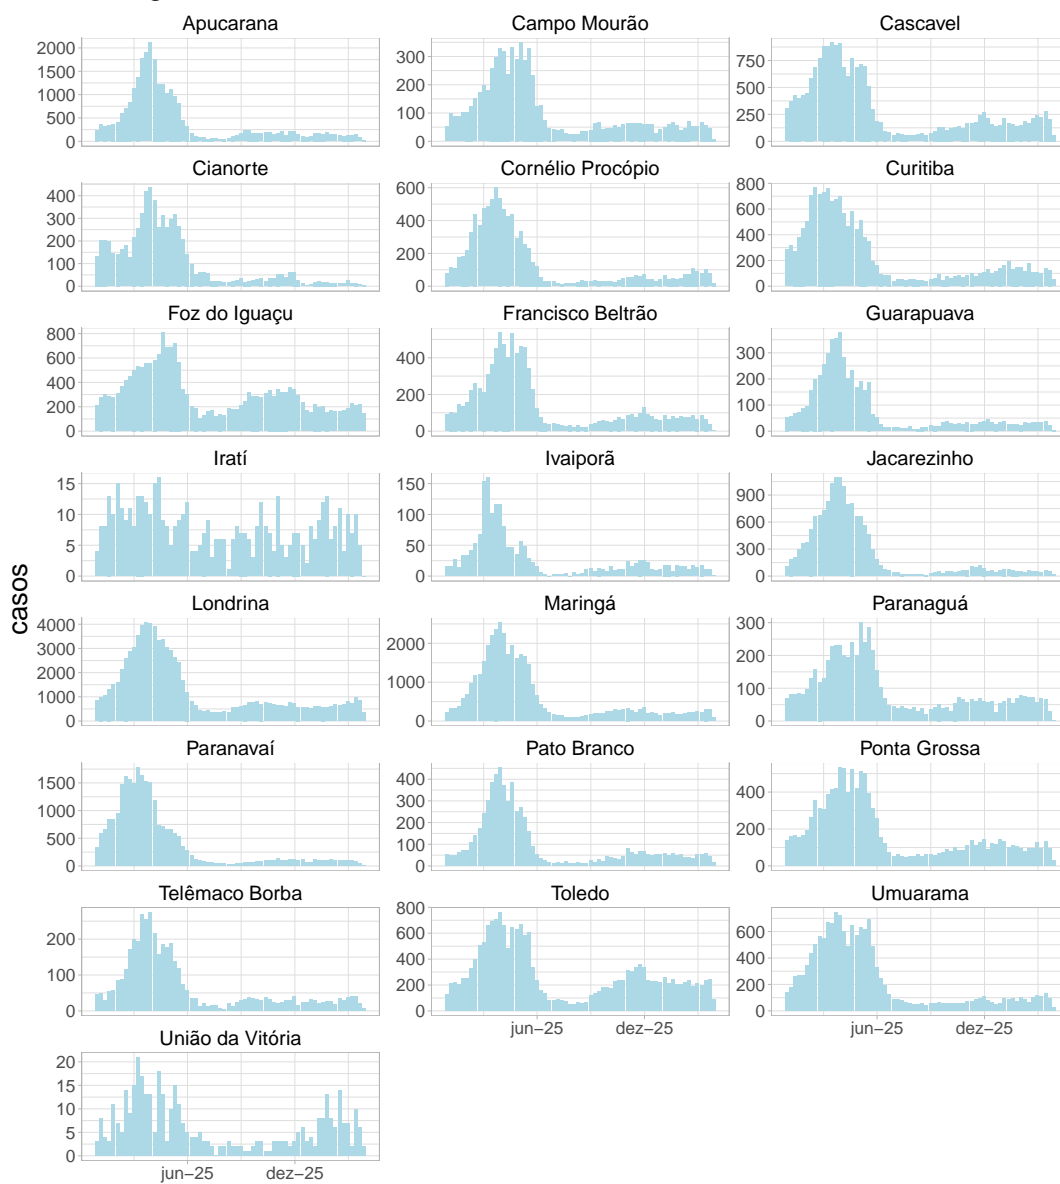 Apucarana Campo Mourão Cascavel
2000 1500 1000 500 0
300 200 100 0
750 500 250 0
Cianorte Cornélio Procópio Curitiba
400 300 200 100 0
600 400 200 0
800 600 400 200 0
Foz do Iguaçu Francisco Beltrão Guarapuava
800 600 400 200 0
400 200 0
300 200 100 0
Iratí Ivaiporã Jacarezinho
15 10 5 0
150 100 50 0
900 600 300 0
casos
Londrina Maringá Paranaguá
4000 3000 2000 1000 0
2000 1000 0
300 200 100 0
Paranavaí Pato Branco Ponta Grossa
1500 1000 500 0
400 300 200 100 0
400 200 0
Telêmaco Borba Toledo Umuarama
200 100 0
800 600 400 200 0
600 400 200 0
jun−25 dez−25 jun−25 dez−25
União da Vitória
20 15 10 5 0
jun−25 dez−25